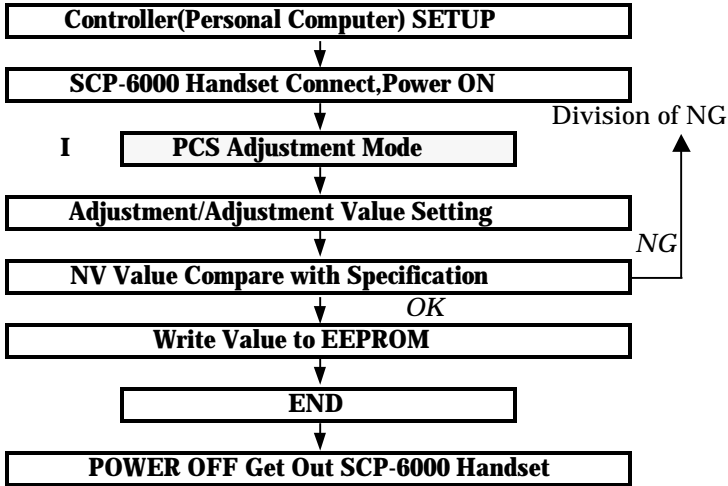 Controller(Personal Computer) SETUP
SCP-6000 Handset Connect,Power ON
Division of NG
I PCS Adjustment Mode
Adjustment/Adjustment Value Setting
NG
NV Value Compare with Specification
OK
Write Value to EEPROM
END
POWER OFF Get Out SCP-6000 Handset